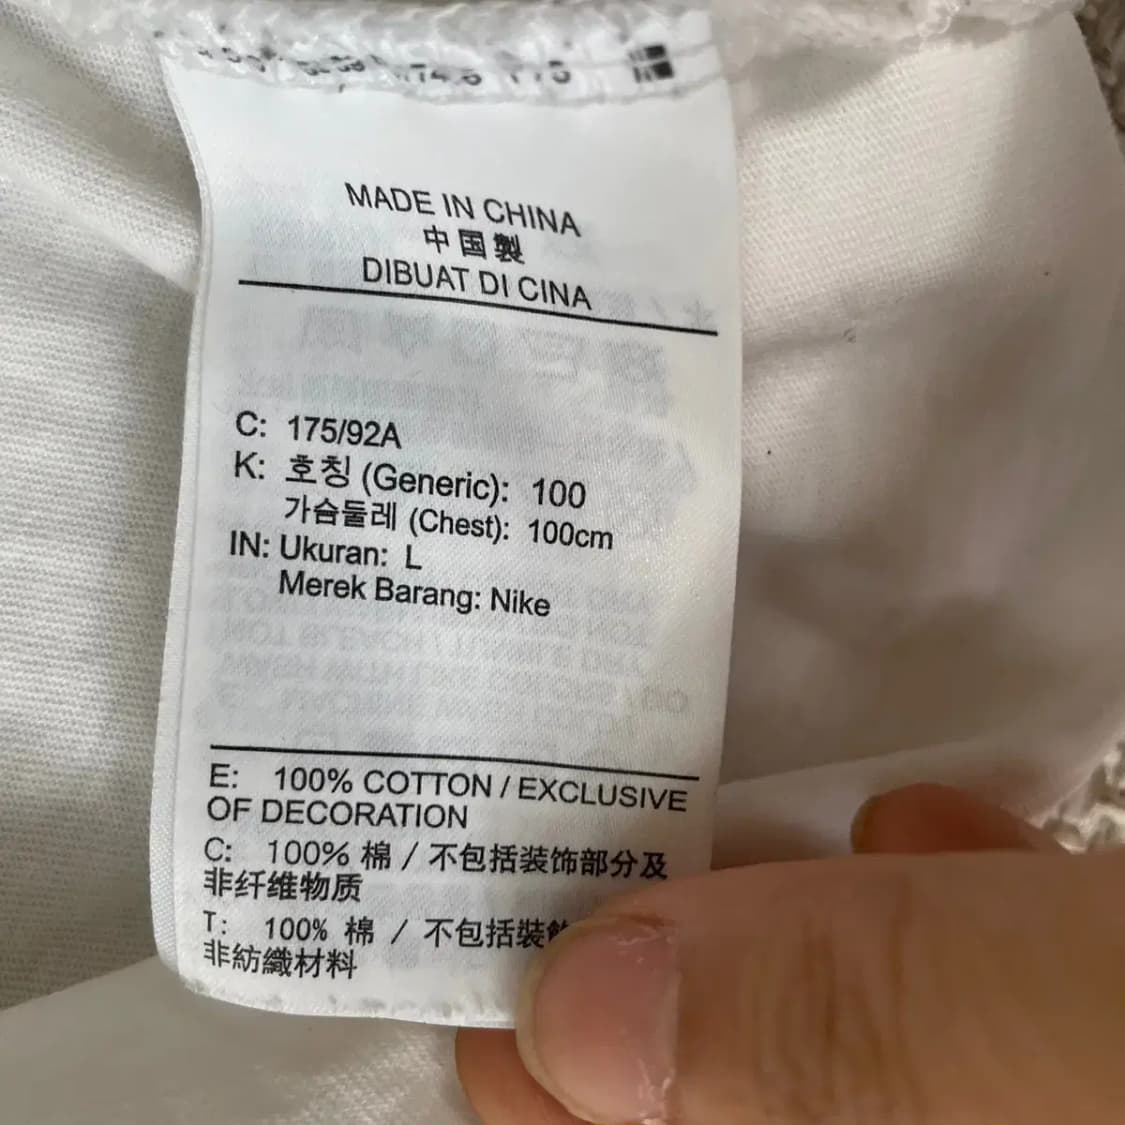 MADE IN CHINA
中国製
DIBUAT DI CINA
C: 175/92A
K: 호칭 (Generic): 100
가슴둘레 (Chest): 100cm
IN: Ukuran: L
Merek Barang: Nike
E: 100% COTTON / EXCLUSIVE
OF DECORATION
C: 100% 棉 / 不包括装饰部分及
非纤维物质
T: 100% 棉 / 不包括裝
非紡織材料